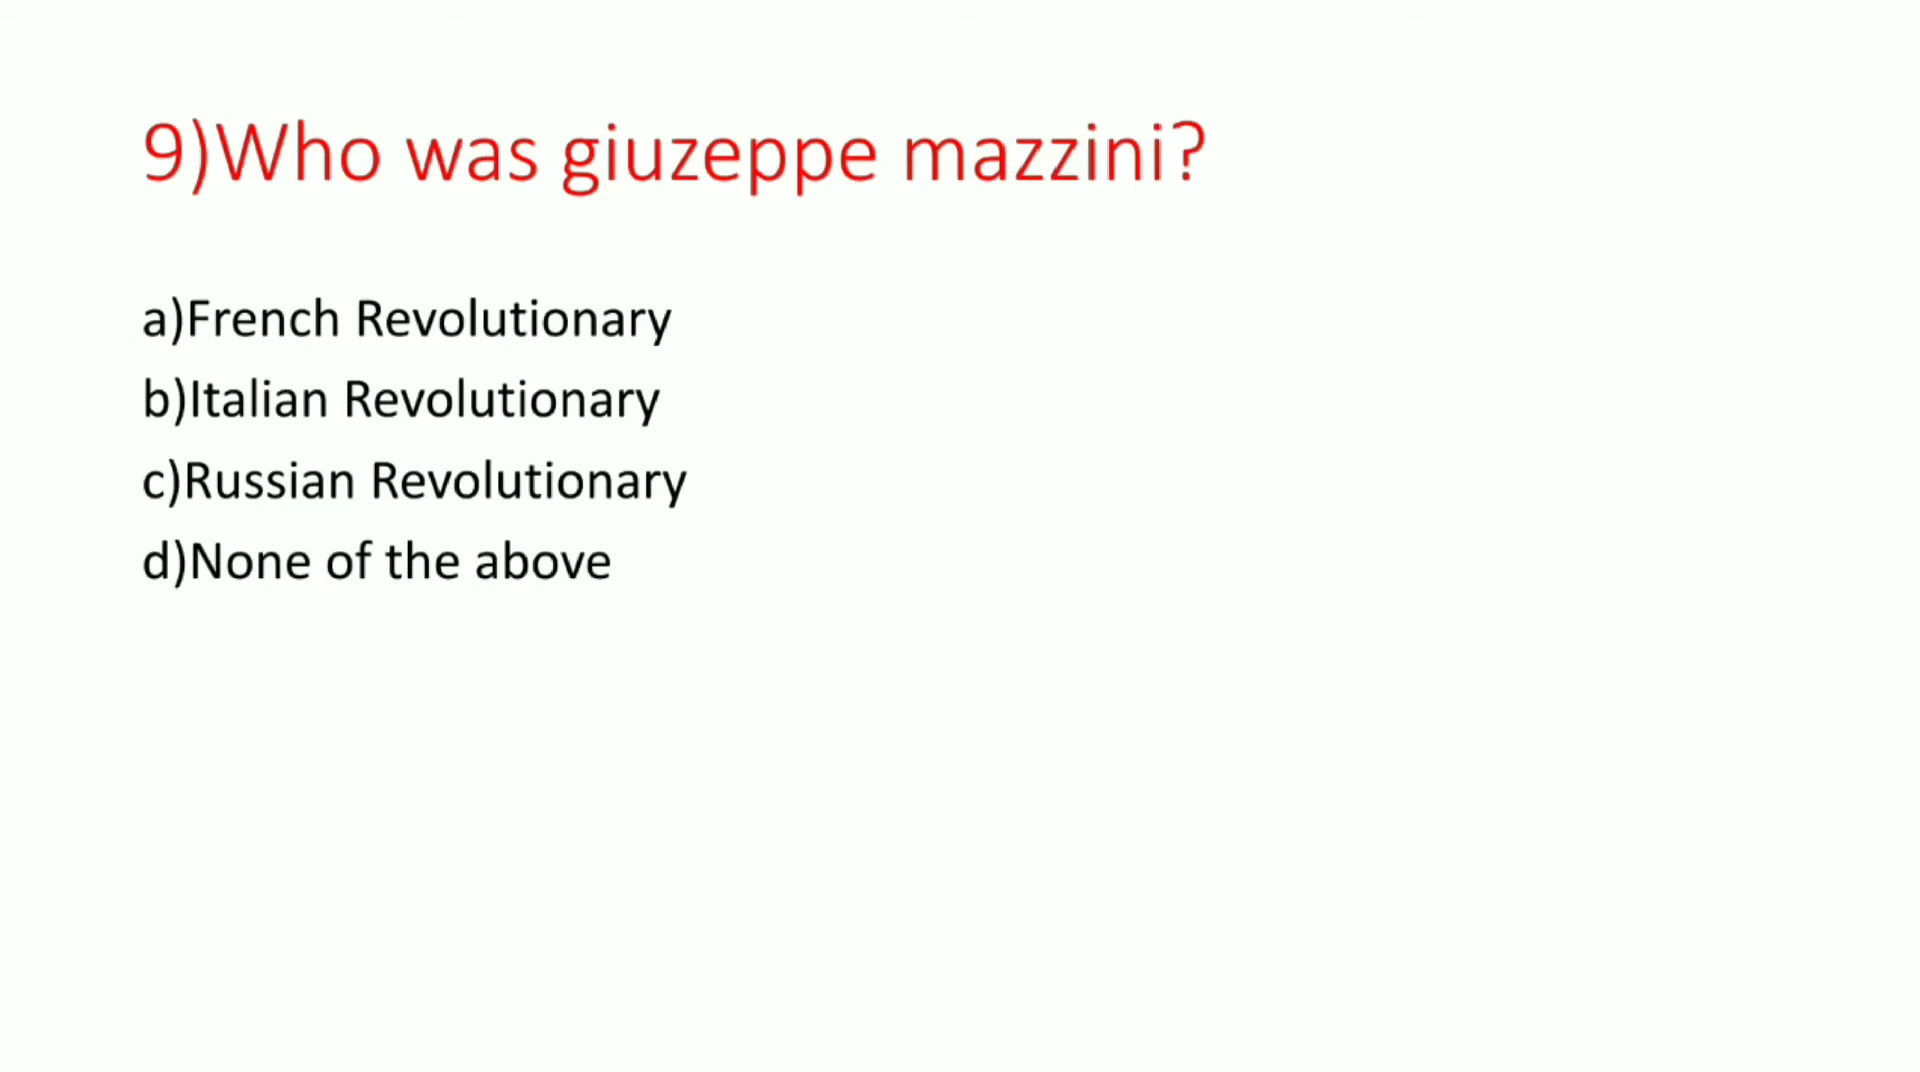 9)Who was giuzeppe mazzini?
a)French Revolutionary
b)Italian Revolutionary
c)Russian Revolutionary
d)None of the above